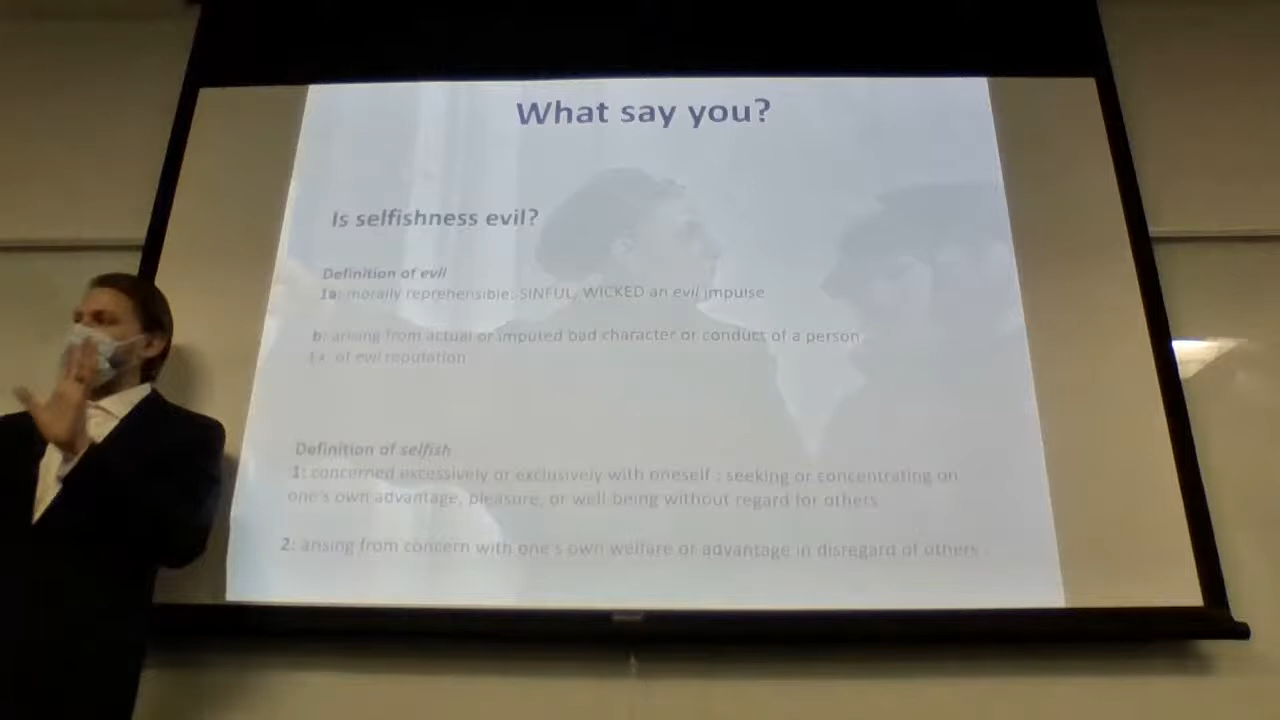 What say you?
Is selfishness evil?
Definition of evil
1a: morally reprehensible: SINFUL, WICKED an evil impulse
b: arising from actual or imputed bad character or conduct of a person
of evil reputation
Definition of selfish
1: concerned excessively or exclusively with oneself : seeking or concentrating on
one's own advantage, pleasure, or well-being without regard for others
2: arising from concern with one's own welfare or advantage in disregard of others